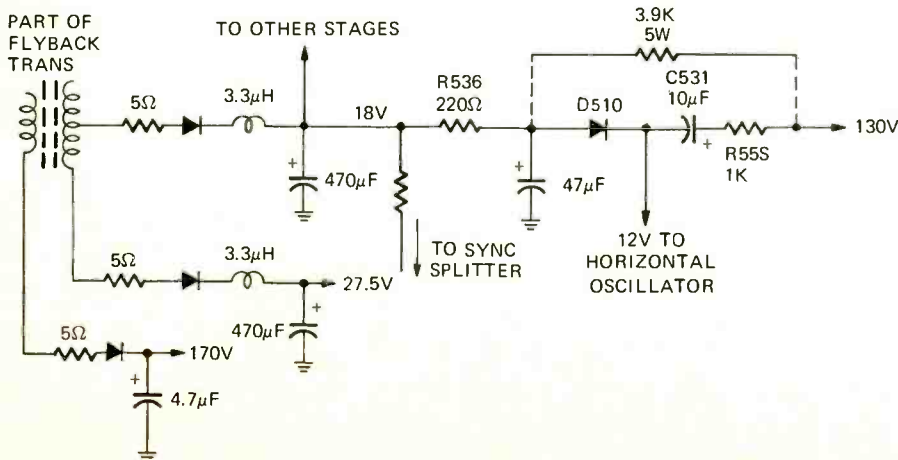 PART OF
FLYBACK
TRANS
TO OTHER STAGES
3.9K
5W
5Ω
3.3µH
18V
R536
220Ω
D510
C531
10µF
130V
+
470µF
+
47µF
+
R55S
1K
TO SYNC
SPLITTER
12V TO
HORIZONTAL
OSCILLATOR
5Ω
3.3µH
27.5V
+
470µF
5Ω
170V
+
4.7µF